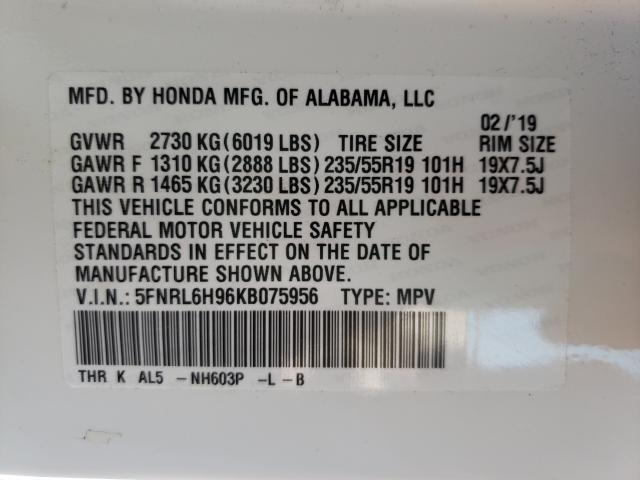 MFD. BY HONDA MFG. OF ALABAMA, LLC
02/'19
GVWR 2730 KG(6019 LBS) TIRE SIZE RIM SIZE
GAWR F 1310 KG(2888 LBS) 235/55R19 101H 19X7.5J
GAWR R 1465 KG(3230 LBS) 235/55R19 101H 19X7.5J
THIS VEHICLE CONFORMS TO ALL APPLICABLE
FEDERAL MOTOR VEHICLE SAFETY
STANDARDS IN EFFECT ON THE DATE OF
MANUFACTURE SHOWN ABOVE.
V.I.N.: 5FNRL6H96KB075956 TYPE: MPV
THR K AL5 -NH603P -L -B